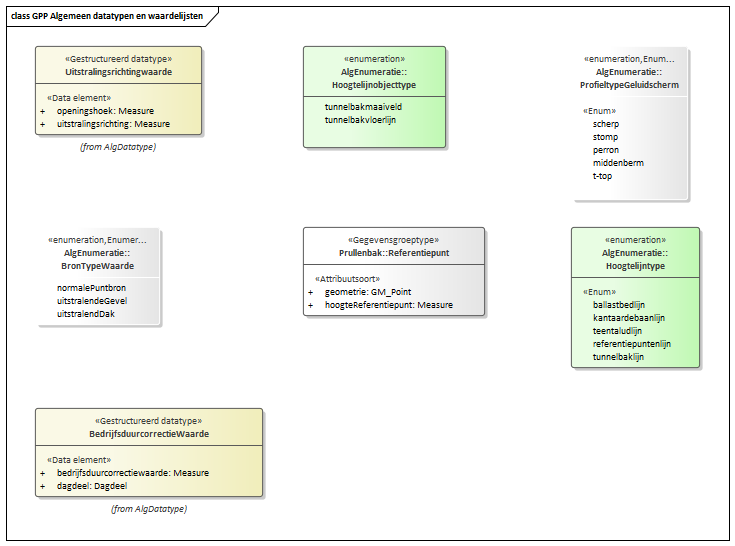 class GPP Algemeen datatypen en waardelijsten
«Gestructureerd datatype»
Uitstralingsrichtingwaarde
«Data element»
+ openingshoek: Measure
+ uitstralingsrichting: Measure
(from AlgDatatype)
«enumeration»
AlgEnumeratie::
Hoogtelijnobjecttype
tunnelbakmaaiveld
tunnelbakvloerlijn
«enumeration,Enum...
AlgEnumeratie::
ProfieltypeGeluidscherm
«Enum»
scherp
stomp
perron
middenberm
t-top
«enumeration,Enumer...
AlgEnumeratie::
BronTypeWaarde
normalePuntbron
uitstralendeGevel
uitstralendDak
«Gegevensgroeptype»
Prullenbak::Referentiepunt
«Attribuutsoort»
+ geometrie: GM_Point
+ hoogteReferentiepunt: Measure
«enumeration»
AlgEnumeratie::
Hoogtelijntype
«Enum»
ballastbedlijn
kantaardebaanlijn
teentaludlijn
referentiepuntenlijn
tunnelbaklijn
«Gestructureerd datatype»
BedrijfsduurcorrectieWaarde
«Data element»
+ bedrijfsduurcorrectiewaarde: Measure
+ dagdeel: Dagdeel
(from AlgDatatype)